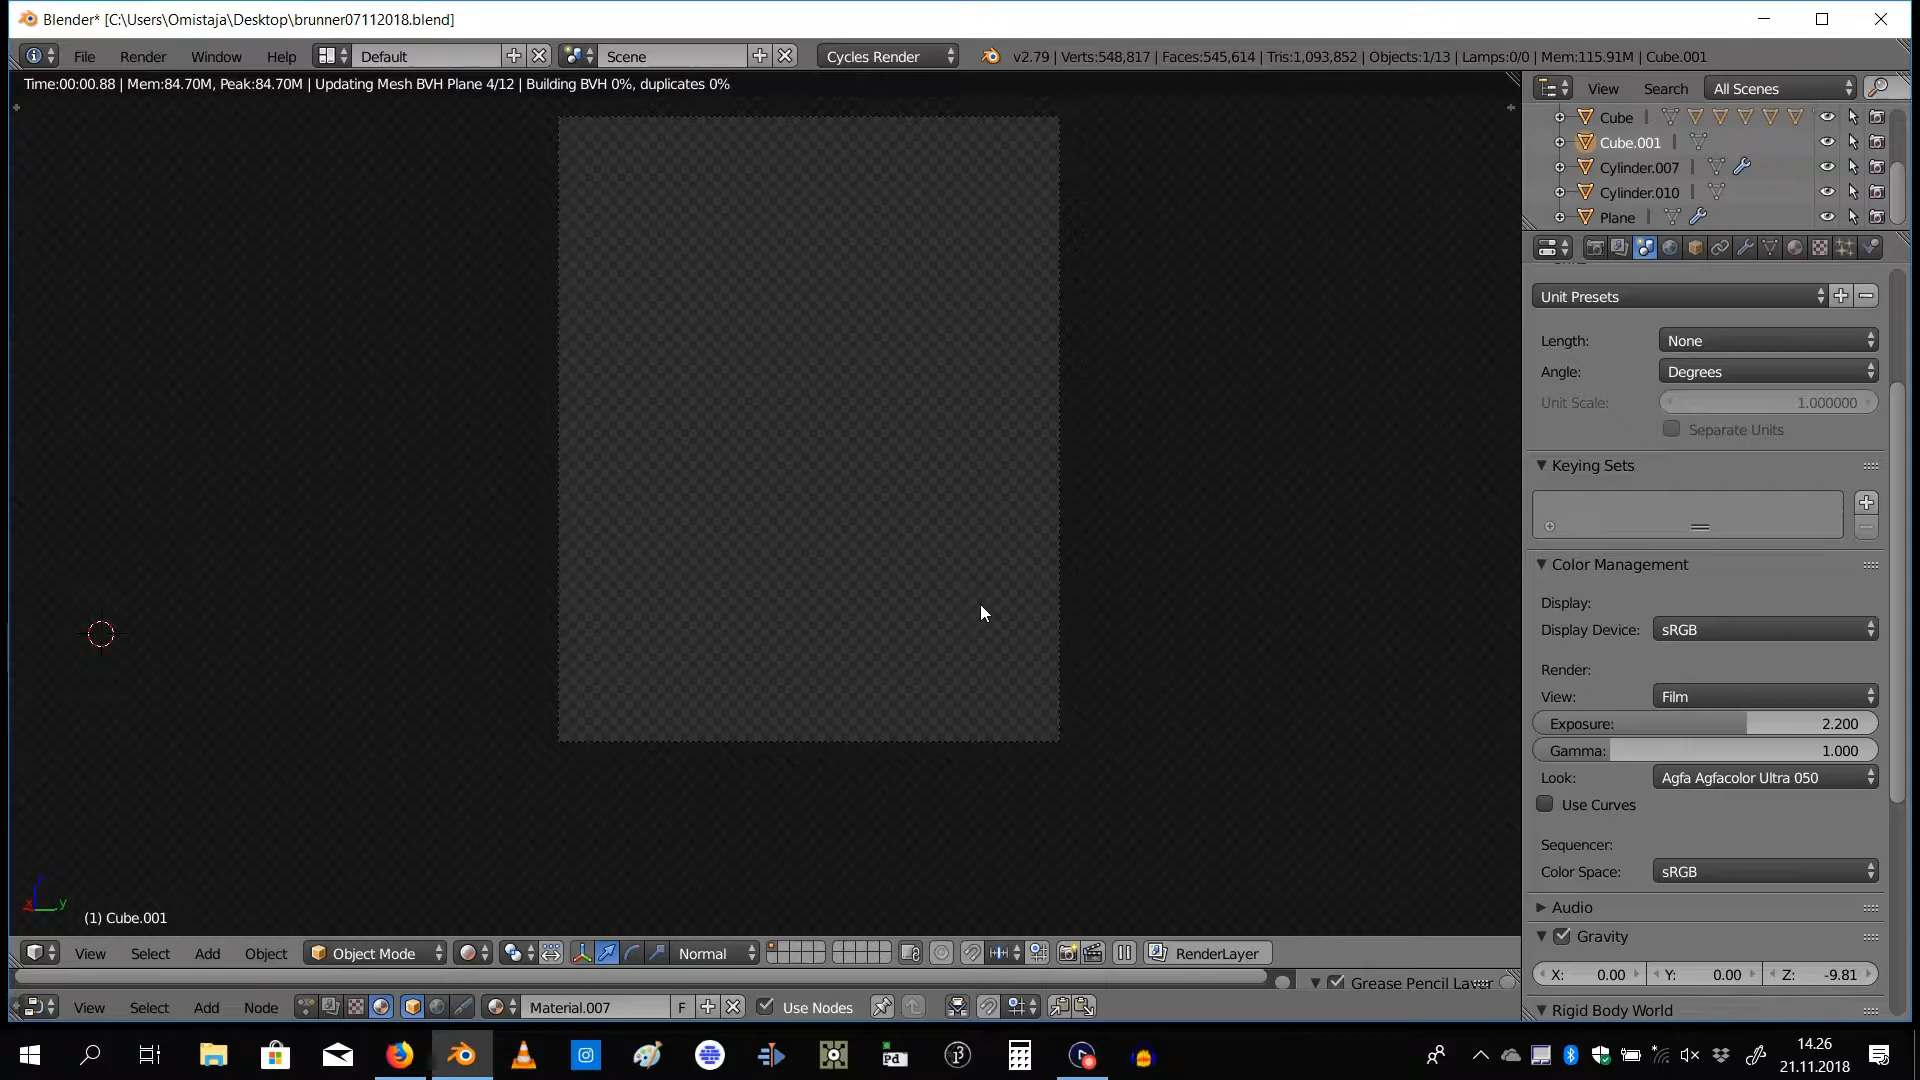 Blender* [C:\Users\Omistaja\Desktop\brunner07112018.blend]
File Render Window Help Default Scene Cycles Render v2.79 | Verts:548,817 | Faces:545,614 | Tris:1,093,852 | Objects:1/13 | Lamps:0/0 | Mem:115.91M | Cube.001
Time:00:00.88 | Mem:84.70M, Peak:84.70M | Updating Mesh BVH Plane 4/12 | Building BVH 0%, duplicates 0%
View Search All Scenes
Cube
Cube.001
Cylinder.007
Cylinder.010
Plane
Unit Presets
Length: None
Angle: Degrees
Unit Scale: 1.000000
Separate Units
Keying Sets
Color Management
Display:
Display Device: sRGB
Render:
View: Film
Exposure: 2.200
Gamma: 1.000
Look: Agfa Agfacolor Ultra 050
Use Curves
Sequencer:
Color Space: sRGB
Audio
Gravity
X: 0.00 Y: 0.00 Z: -9.81
Rigid Body World
x y
(1) Cube.001
View Select Add Object Object Mode Normal RenderLayer
Grease Pencil Layer
View Select Add Node Material.007 F Use Nodes
Pd
14.26
21.11.2018